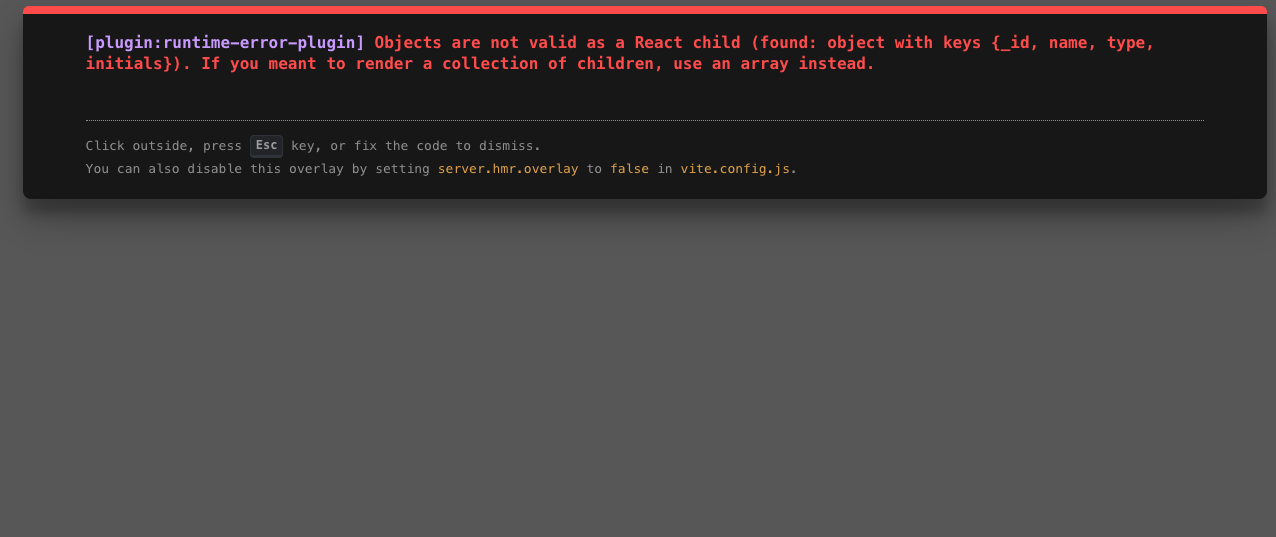 [plugin:runtime-error-plugin] Objects are not valid as a React child (found: object with keys {_id, name, type,
initials}). If you meant to render a collection of children, use an array instead.
Click outside, press Esc key, or fix the code to dismiss.
You can also disable this overlay by setting server.hmr.overlay to false in vite.config.js.